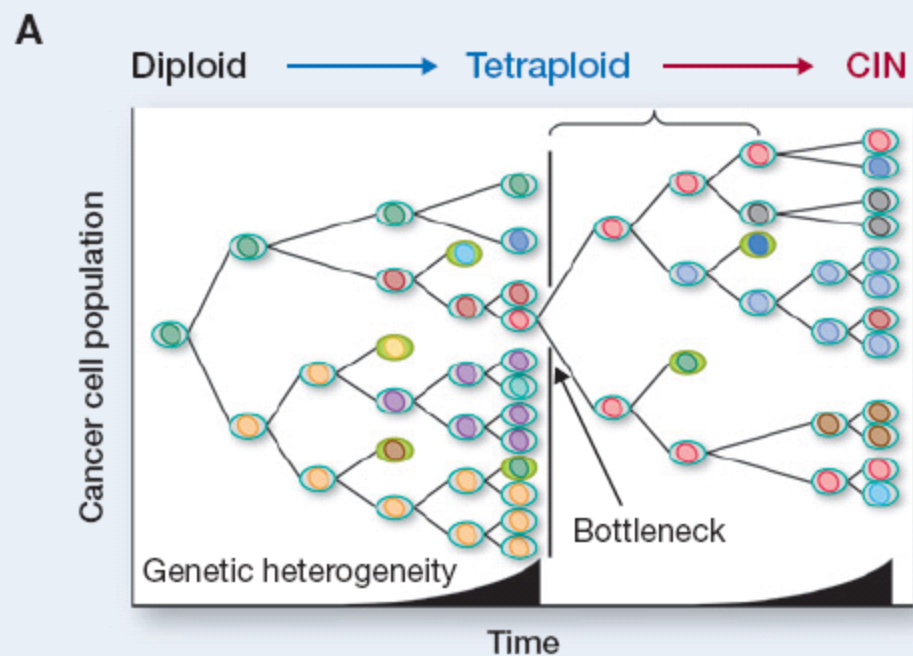 A
Diploid Tetraploid CIN
Cancer cell population
Bottleneck
Genetic heterogeneity
Time